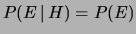 P(E | H) = P(E)